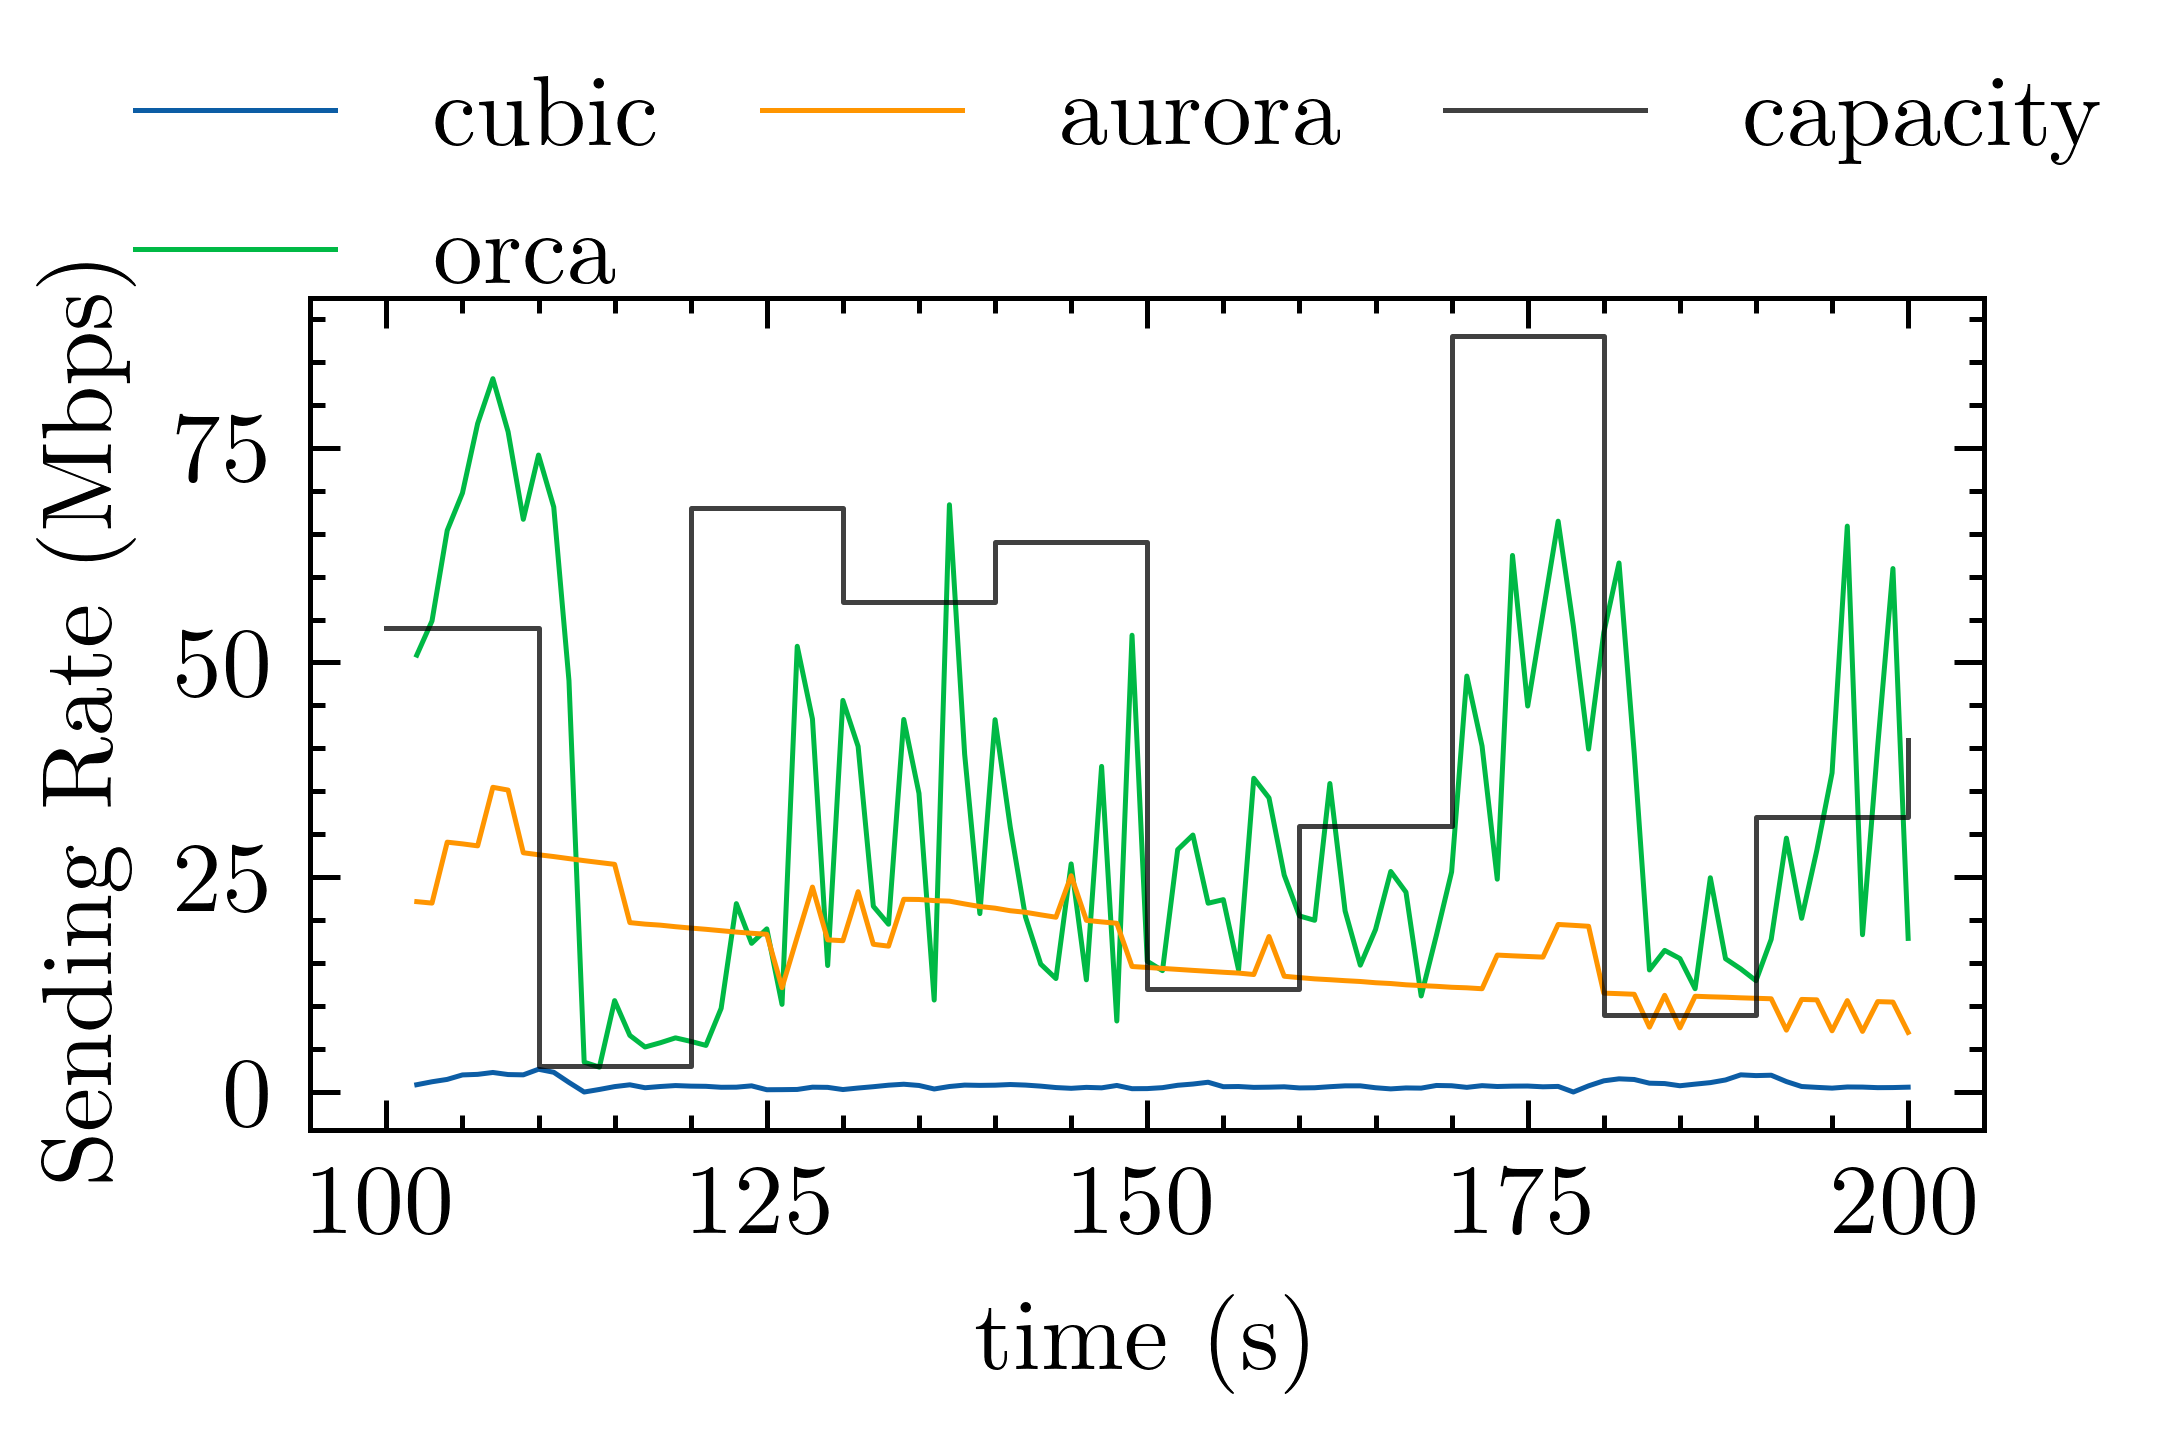 cubic aurora capacity
orca
Sending Rate (Mbps)
75
50
25
0
100 125 150 175 200
time (s)